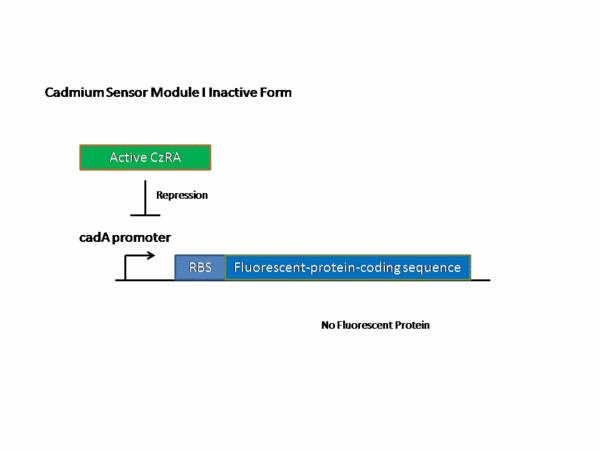 Cadmium Sensor Module I Inactive Form
Active CzRA
Repression
cadA promoter
RBS
Fluorescent-protein-coding sequence
No Fluorescent Protein